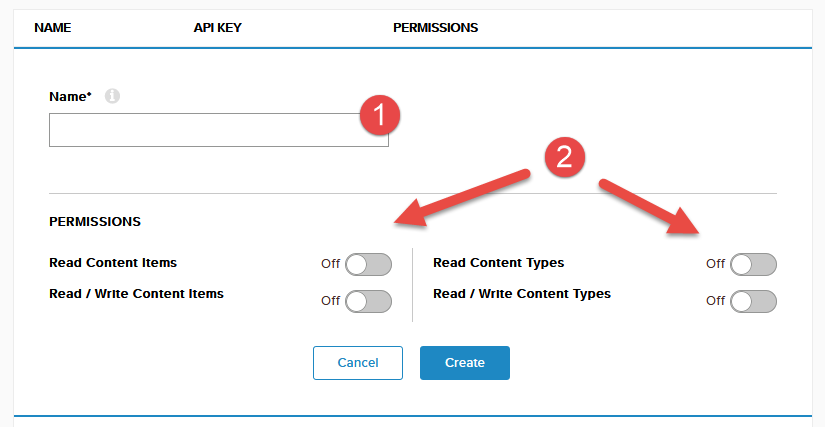 NAME API KEY PERMISSIONS
Name*
1
2
PERMISSIONS
Read Content Items Off
Read Content Types Off
Read / Write Content Items Off
Read / Write Content Types Off
Cancel Create